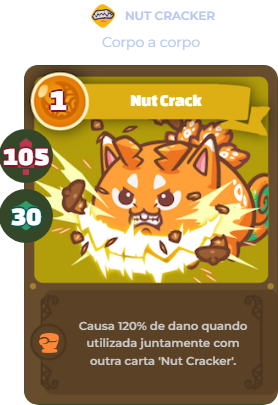 NUT CRACKER
Corpo a corpo
1
Nut Crack
105
30
Causa 120% de dano quando
utilizada juntamente com
outra carta 'Nut Cracker'.